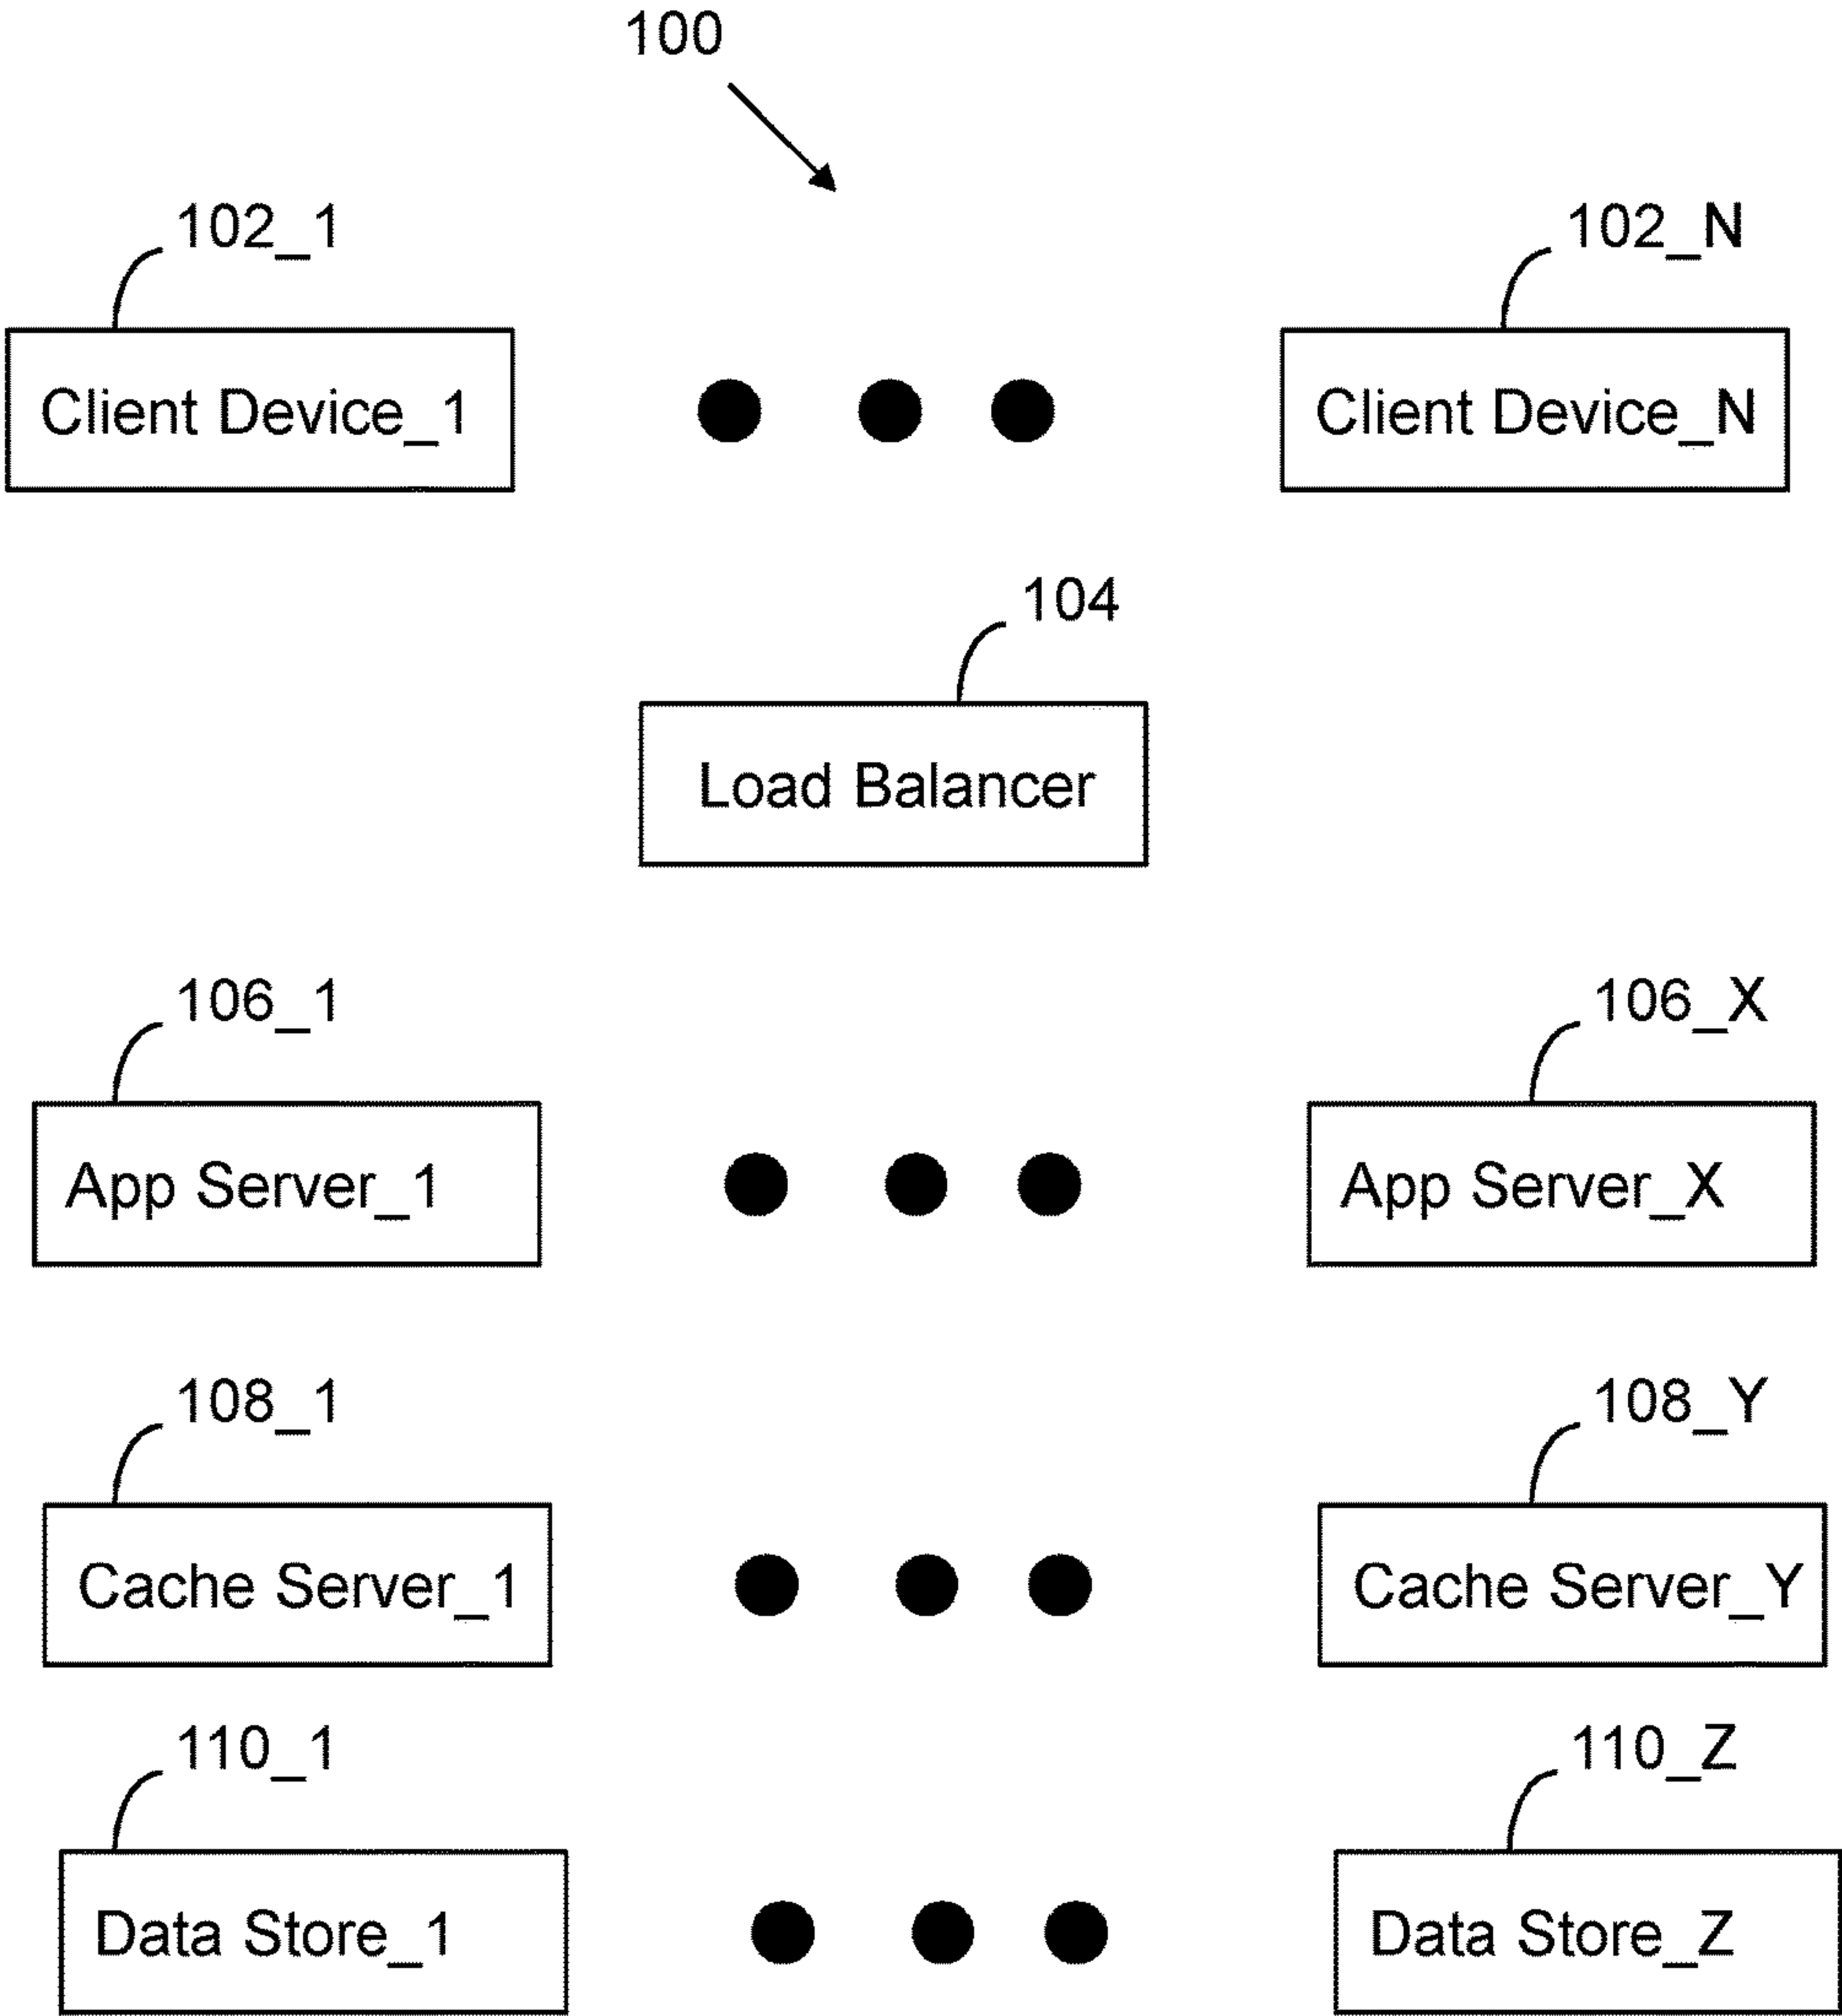 100
102_1
102_N
Client Device_1
Client Device_N
104
Load Balancer
106_1
106_X
App Server_1
App Server_X
108_1
108_Y
Cache Server_1
Cache Server_Y
110_1
110_Z
Data Store_1
Data Store_Z